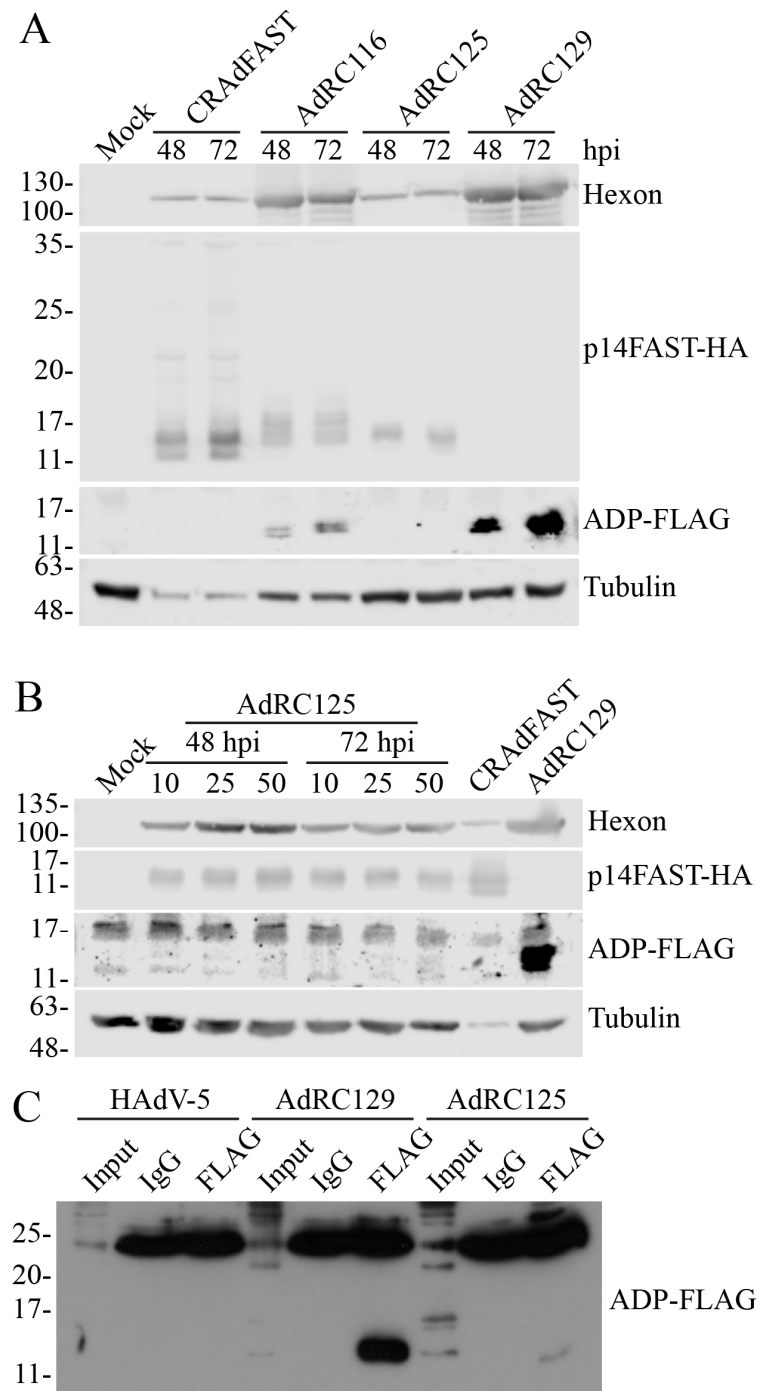 A
Mock CRAdFAST AdRC116 AdRC125 AdRC129
48 72 48 72 48 72 48 72 hpi
130-
100-
Hexon
35-
25-
20-
17-
11-
p14FAST-HA
17-
11-
ADP-FLAG
63-
48-
Tubulin
B
AdRC125
Mock 48 hpi 72 hpi CRAdFAST AdRC129
10 25 50 10 25 50
135-
100-
Hexon
17-
11-
p14FAST-HA
17-
11-
ADP-FLAG
63-
48-
Tubulin
C
HAdV-5 AdRC129 AdRC125
Input IgG FLAG Input IgG FLAG Input IgG FLAG
25-
20-
17-
11-
ADP-FLAG